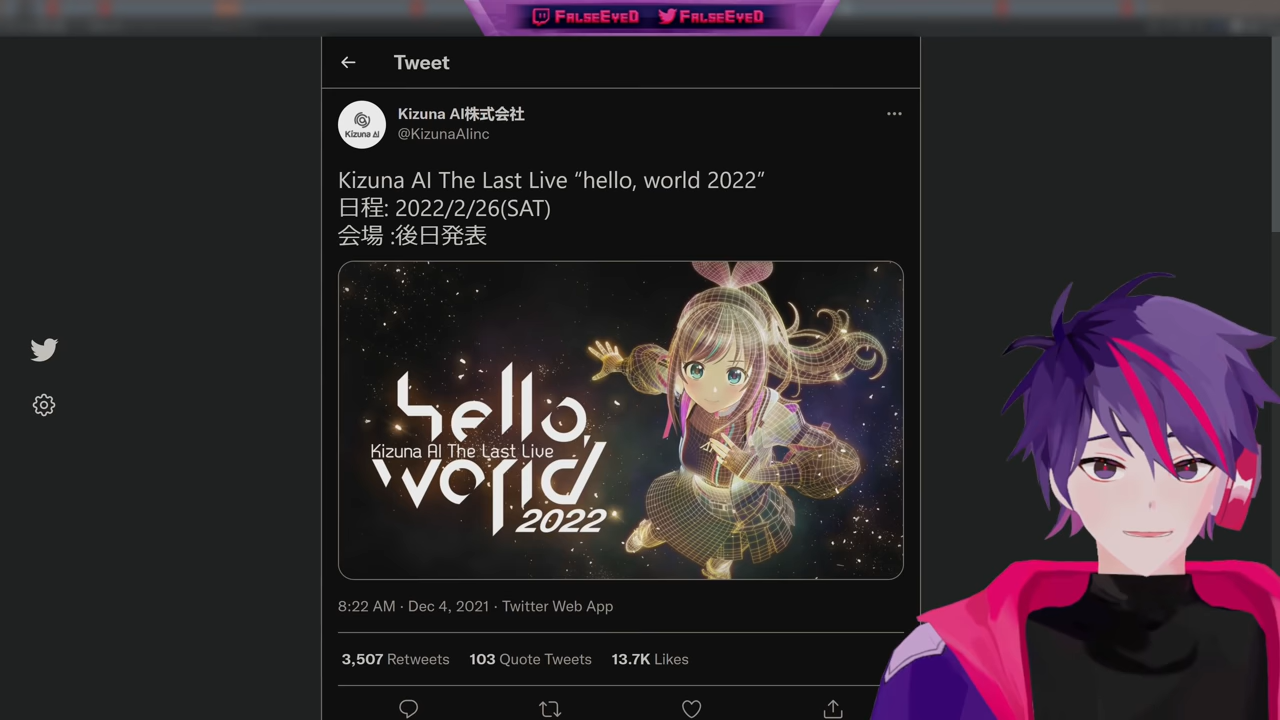 FalseEyeD FalseEyeD
Tweet
Kizuna AI
Kizuna AI株式会社
@KizunaAIinc
Kizuna AI The Last Live “hello, world 2022”
日程: 2022/2/26(SAT)
会場 :後日発表
hello,
Kizuna AI The Last Live
world
2022
8:22 AM · Dec 4, 2021 · Twitter Web App
3,507 Retweets 103 Quote Tweets 13.7K Likes